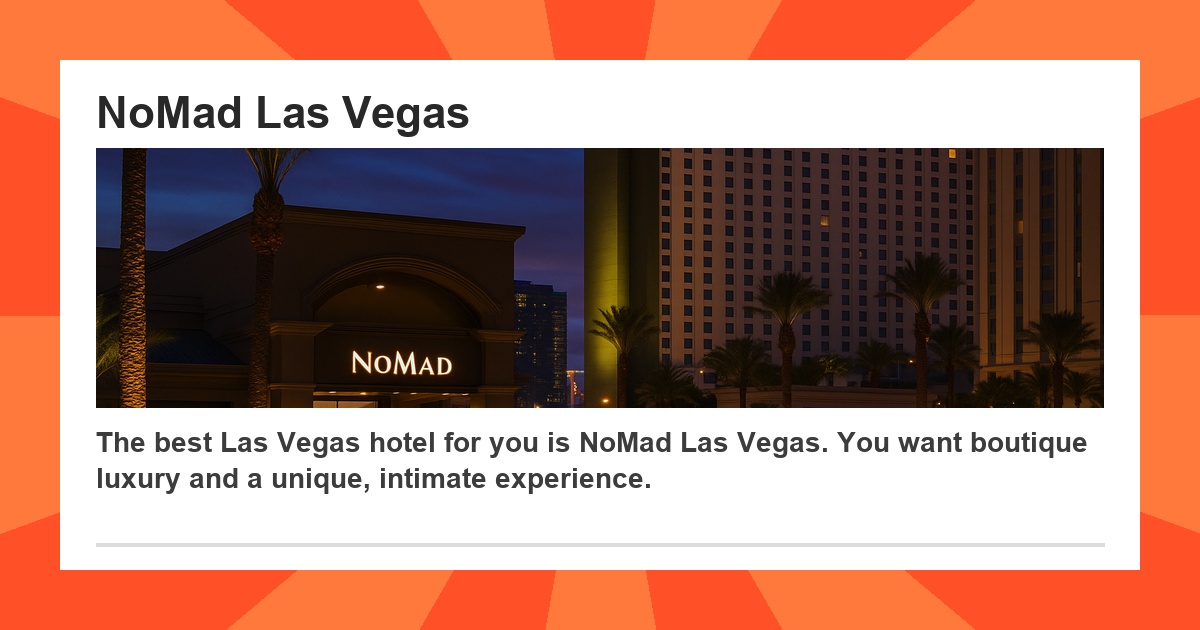 NoMad Las Vegas
NOMAD
The best Las Vegas hotel for you is NoMad Las Vegas. You want boutique
luxury and a unique, intimate experience.